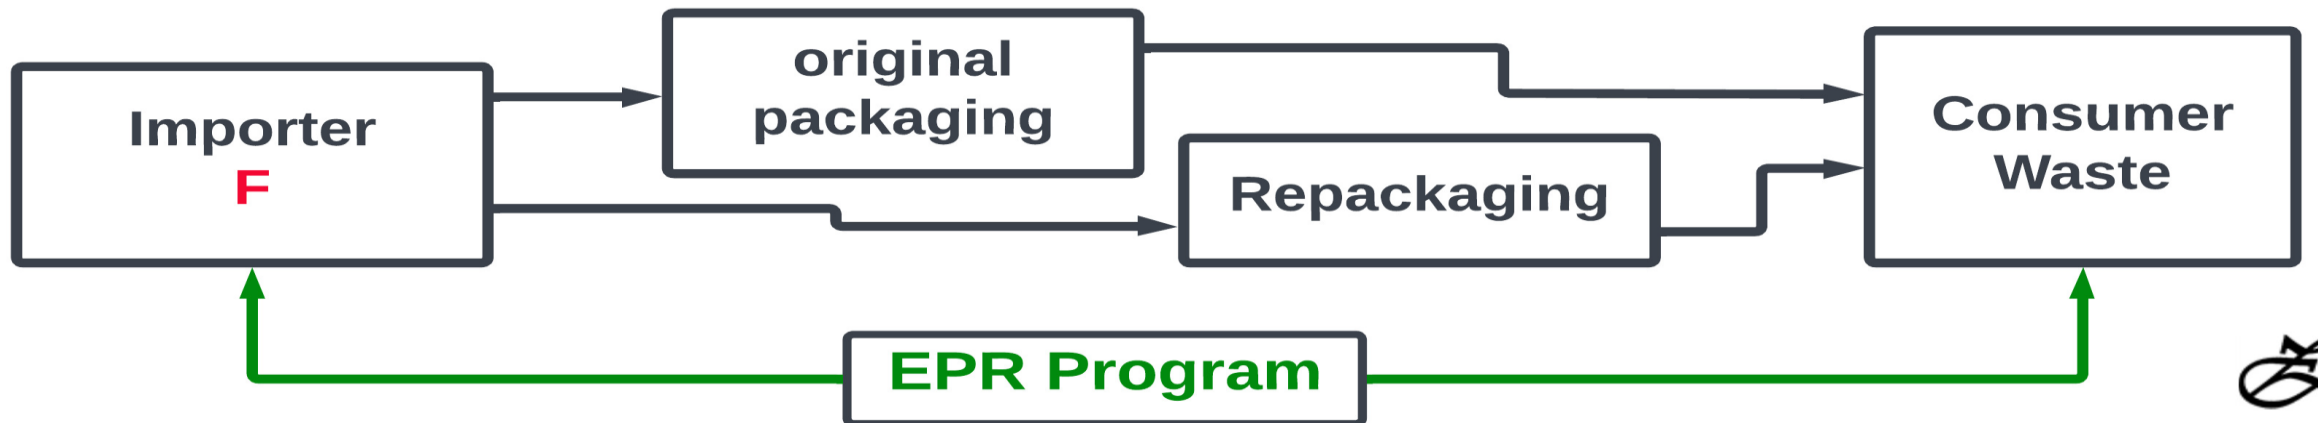 Importer
F
original
packaging
Repackaging
Consumer
Waste
EPR Program